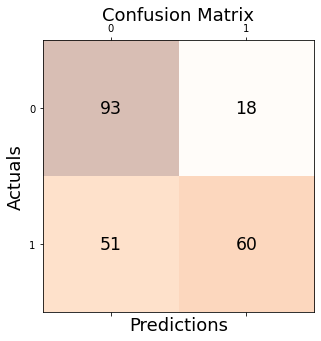 Confusion Matrix
0 1
0 93 18
Actuals
1 51 60
Predictions